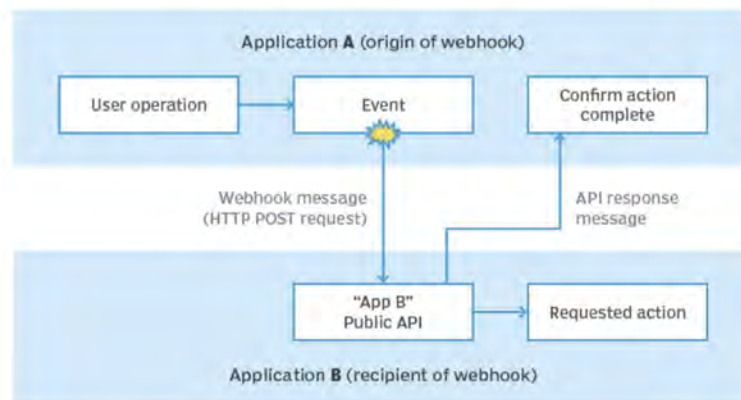 Application A (origin of webhook)
User operation
Event
Confirm action
complete
Webhook message
(HTTP POST request)
API response
message
“App B”
Public API
Requested action
Application B (recipient of webhook)